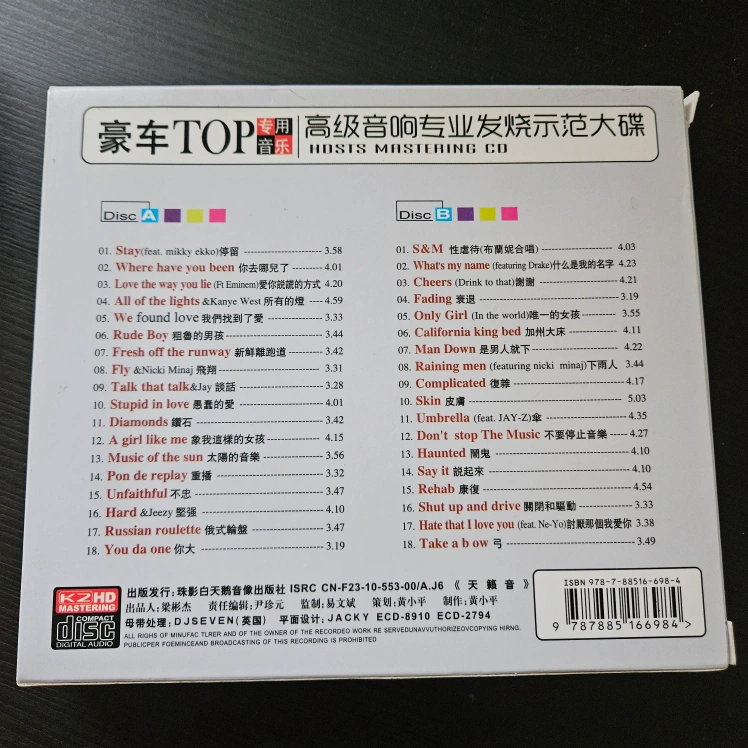 豪车TOP专用音乐 高级音响专业发烧示范大碟
HOSTS MASTERING CD
Disc A
01. Stay(feat. mikky ekko)停留 3.58
02. Where have you been 你去哪兒了 4.01
03. Love the way you lie (Ft Eminem)愛你説謊的方式 4.20
04. All of the lights &Kanye West 所有的燈 4.59
05. We found love 我們找到了愛 3.33
06. Rude Boy 粗魯的男孩 3.44
07. Fresh off the runway 新鮮離跑道 3.42
08. Fly &Nicki Minaj 飛翔 3.31
09. Talk that talk&Jay 談話 3.28
10. Stupid in love 愚蠢的愛 4.01
11. Diamonds 鑽石 3.42
12. A girl like me 象我這樣的女孩 4.15
13. Music of the sun 太陽的音樂 3.56
14. Pon de replay 重播 3.32
15. Unfaithful 不忠 3.47
16. Hard &Jeezy 堅强 4.10
17. Russian roulette 俄式輪盤 3.47
18. You da one 你大 3.19
Disc B
01. S&M 性虐待(布蘭妮合唱) 4.03
02. What's my name (featuring Drake)什么是我的名字 4.23
03. Cheers (Drink to that)謝謝 4.21
04. Fading 衰退 3.19
05. Only Girl (In the world)唯一的女孩 3.55
06. California king bed 加州大床 4.11
07. Man Down 是男人就下 4.22
08. Raining men (featuring nicki minaj)下雨人 3.44
09. Complicated 復雜 4.17
10. Skin 皮膚 5.03
11. Umbrella (feat. JAY-Z)傘 4.35
12. Don't stop The Music 不要停止音樂 4.27
13. Haunted 鬧鬼 4.10
14. Say it 説起來 4.10
15. Rehab 康復 4.54
16. Shut up and drive 關閉和驅動 3.33
17. Hate that I love you (feat. Ne-Yo)討厭那個我愛你 3.38
18. Take a b ow 弓 3.49
K2HD
MASTERING
COMPACT
disc
DIGITAL AUDIO
出版发行：珠影白天鹅音像出版社 ISRC CN-F23-10-553-00/A.J6 《 天 籟 音 》
出品人：梁彬杰 责任编辑：尹珍元 监制：易文斌 策划：黄小平 制作：黄小平
母带处理：DJSEVEN(英国) 平面设计：JACKY ECD-8910 ECD-2794
ALL RIGHS OF MINUFAC TLRER AND OF THE OWNER OF THE RECORDED WORK RE SERVEDUNAVVUTHORIZEOVCOPYING HIRNG.
PUBLICPER FOEMINCEAND BROADCASTING OF THIS RECORDING IS PROHIBITED
ISBN 978-7-88516-698-4
9 787885 166984 >